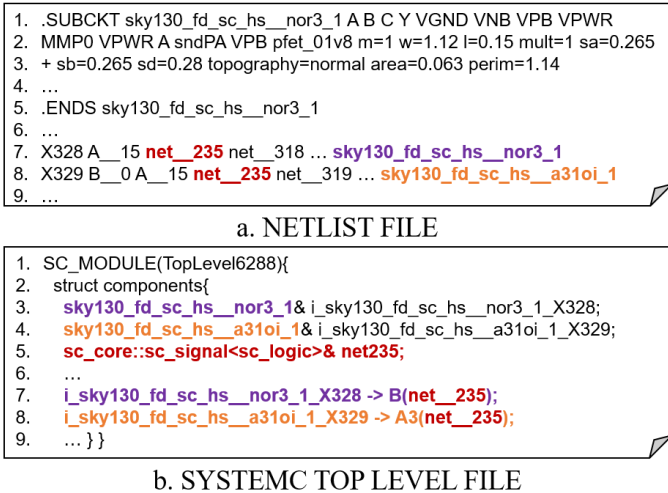 1. .SUBCKT sky130_fd_sc_hs__nor3_1 A B C Y VGND VNB VPB VPWR
2. MMP0 VPWR A sndPA VPB pfet_01v8 m=1 w=1.12 l=0.15 mult=1 sa=0.265
3. + sb=0.265 sd=0.28 topography=normal area=0.063 perim=1.14
4. …
5. .ENDS sky130_fd_sc_hs__nor3_1
6. …
7. X328 A__15 net__235 net__318 … sky130_fd_sc_hs__nor3_1
8. X329 B__0 A__15 net__235 net__319 … sky130_fd_sc_hs__a31oi_1
9. …
a. NETLIST FILE
1. SC_MODULE(TopLevel6288){
2. struct components{
3. sky130_fd_sc_hs__nor3_1& i_sky130_fd_sc_hs__nor3_1_X328;
4. sky130_fd_sc_hs__a31oi_1& i_sky130_fd_sc_hs__a31oi_1_X329;
5. sc_core::sc_signal<sc_logic>& net235;
6. …
7. i_sky130_fd_sc_hs__nor3_1_X328 -> B(net__235);
8. i_sky130_fd_sc_hs__a31oi_1_X329 -> A3(net__235);
9. … } }
b. SYSTEMC TOP LEVEL FILE